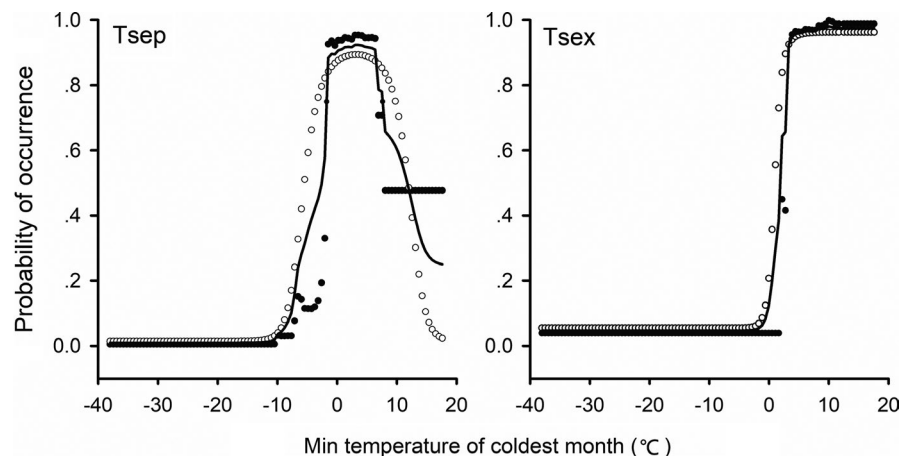 Tsep
Tsex
Probability of occurrence
1.0
.8
.6
.4
.2
0.0
-40 -30 -20 -10 0 10 20
1.0
.8
.6
.4
.2
0.0
-40 -30 -20 -10 0 10 20
Min temperature of coldest month (℃)